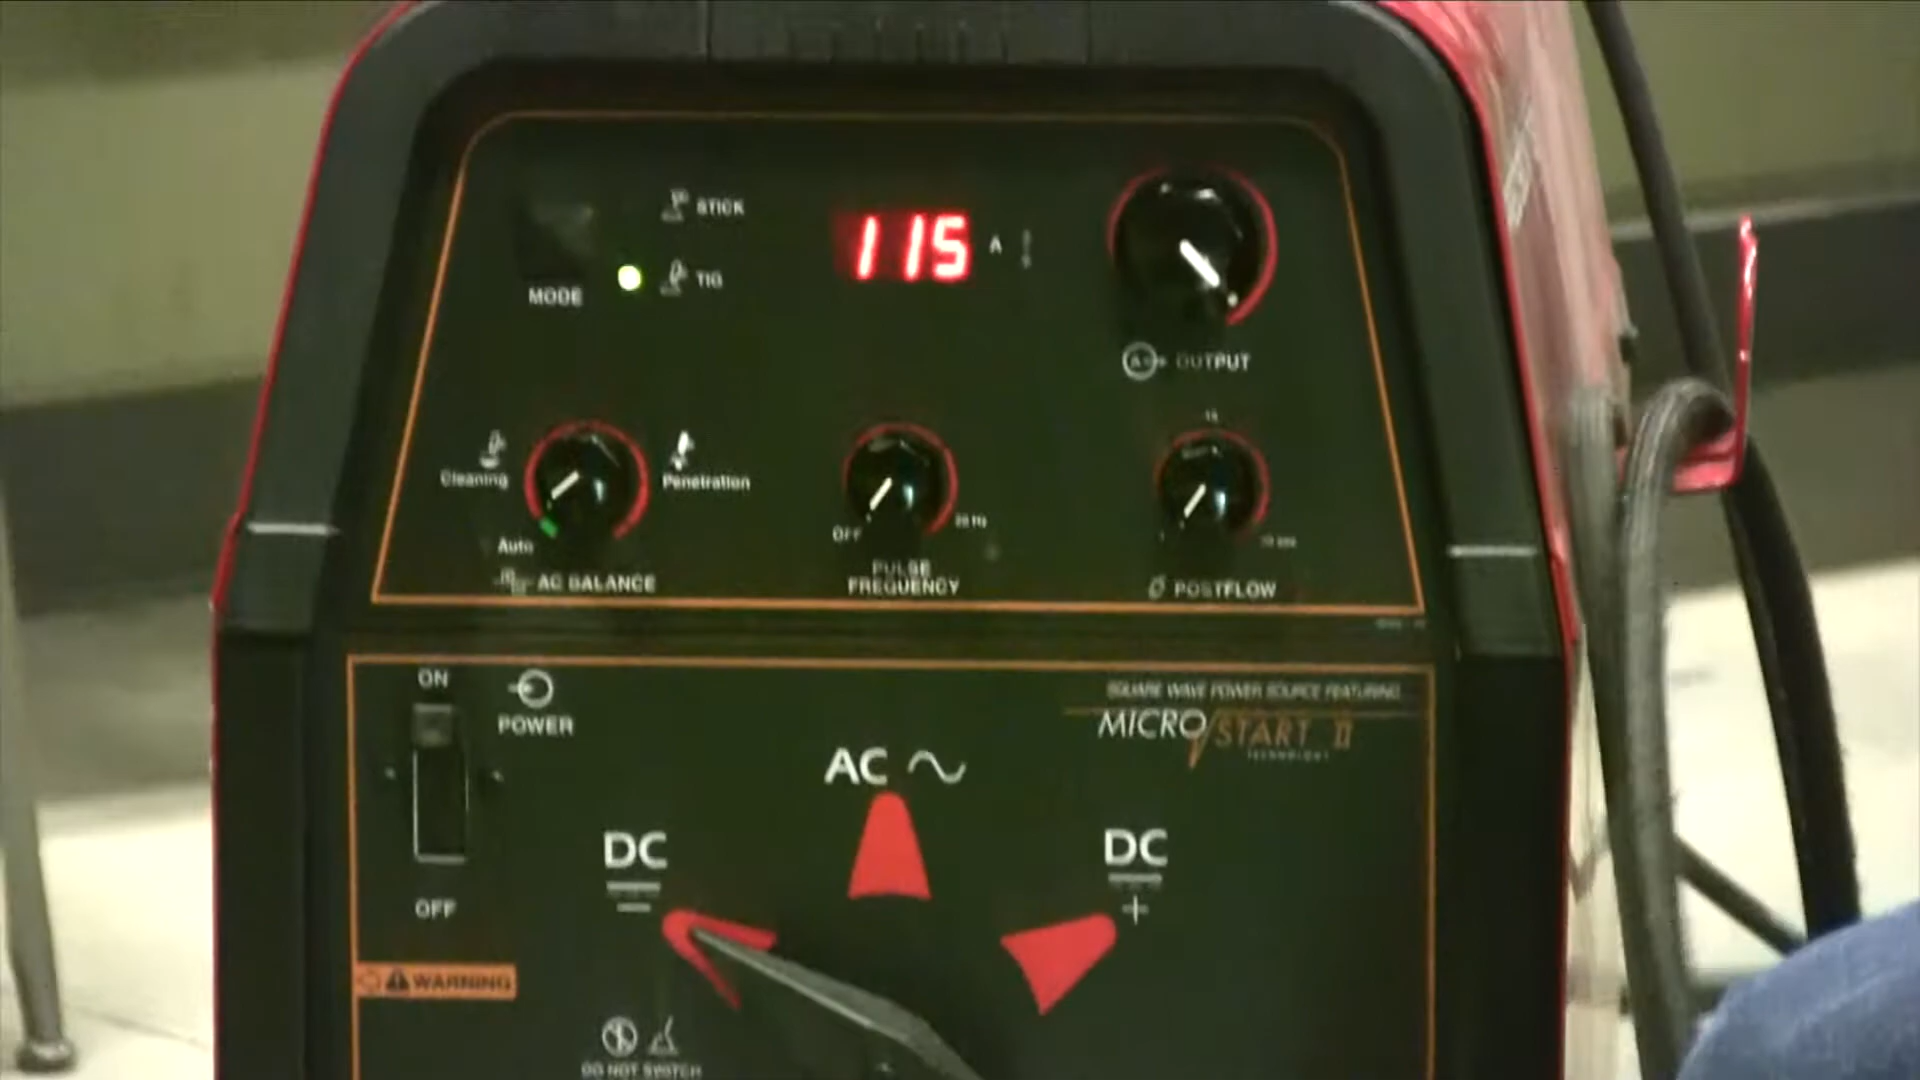 STICK
115 A
TIG
MODE
OUTPUT
Cleaning
Penetration
OFF
Auto
AC BALANCE
PULSE
FREQUENCY
POSTFLOW
ON
POWER
SQUARE WAVE POWER SOURCE FEATURING
MICRO START II
TECHNOLOGY
AC
DC
DC
OFF
WARNING
DO NOT SWITCH